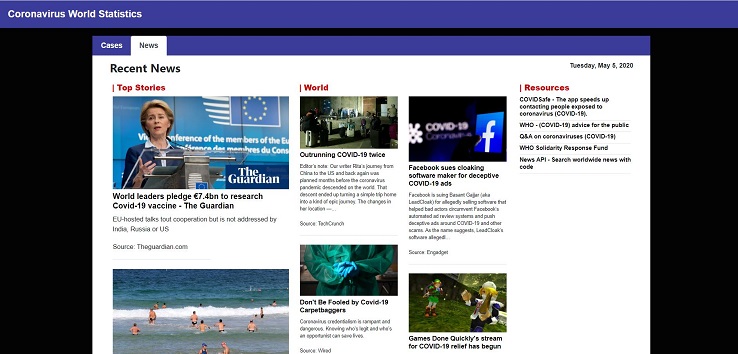 Coronavirus World Statistics
Cases
News
Recent News
Tuesday, May 5, 2020
| Top Stories
The Guardian
World leaders pledge €7.4bn to research
Covid-19 vaccine - The Guardian
EU-hosted talks tout cooperation but is not addressed by
India, Russia or US
Source: Theguardian.com
| World
Outrunning COVID-19 twice
Editor's note: Our writer Rita's journey from
China to the US and back again was
planned months before the coronavirus
pandemic descended on the world. That
descent ended up turning a simple trip home
into a kind of epic journey. The changes in
her location —...
Source: TechCrunch
Don't Be Fooled by Covid-19
Carpetbaggers
Coronavirus credentialism is rampant and
dangerous. Knowing who's legit and who's
an opportunist can save lives.
Source: Wired
COVID-19
Facebook sues cloaking
software maker for deceptive
COVID-19 ads
Facebook is suing Basant Gajjar (aka
LeadCloak) for allegedly selling software that
helped bad actors circumvent Facebook's
automated ad review systems and push
deceptive ads around COVID-19 and other
scams. As the name suggests, LeadCloak's
software allegedl...
Source: Engadget
Games Done Quickly's stream
for COVID-19 relief has begun
| Resources
COVIDSafe - The app speeds up
contacting people exposed to
coronavirus (COVID-19).
WHO - (COVID-19) advice for the public
Q&A on coronaviruses (COVID-19)
WHO Solidarity Response Fund
News API - Search worldwide news with
code